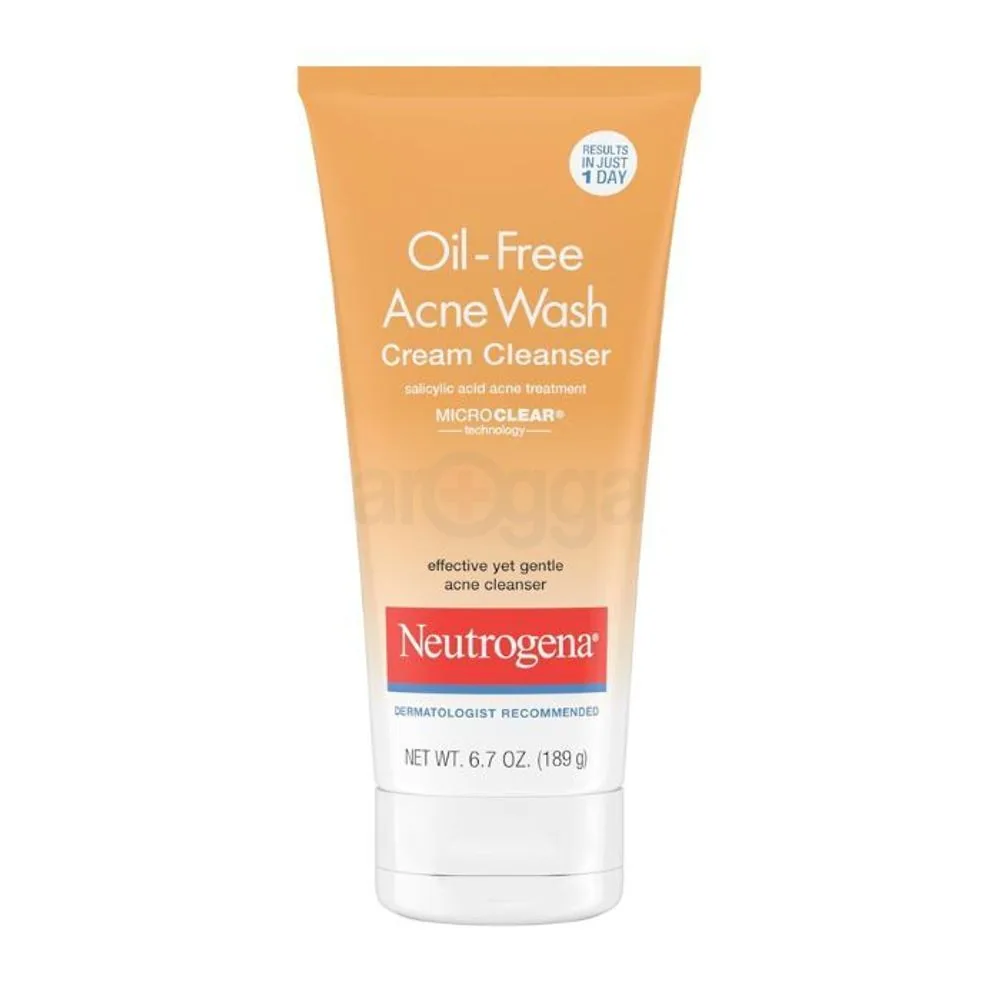 RESULTS
IN JUST
1 DAY
Oil-Free
Acne Wash
Cream Cleanser
salicylic acid acne treatment
MICROCLEAR®
technology
arogga
effective yet gentle
acne cleanser
Neutrogena®
DERMATOLOGIST RECOMMENDED
NET WT. 6.7 OZ. (189 g)